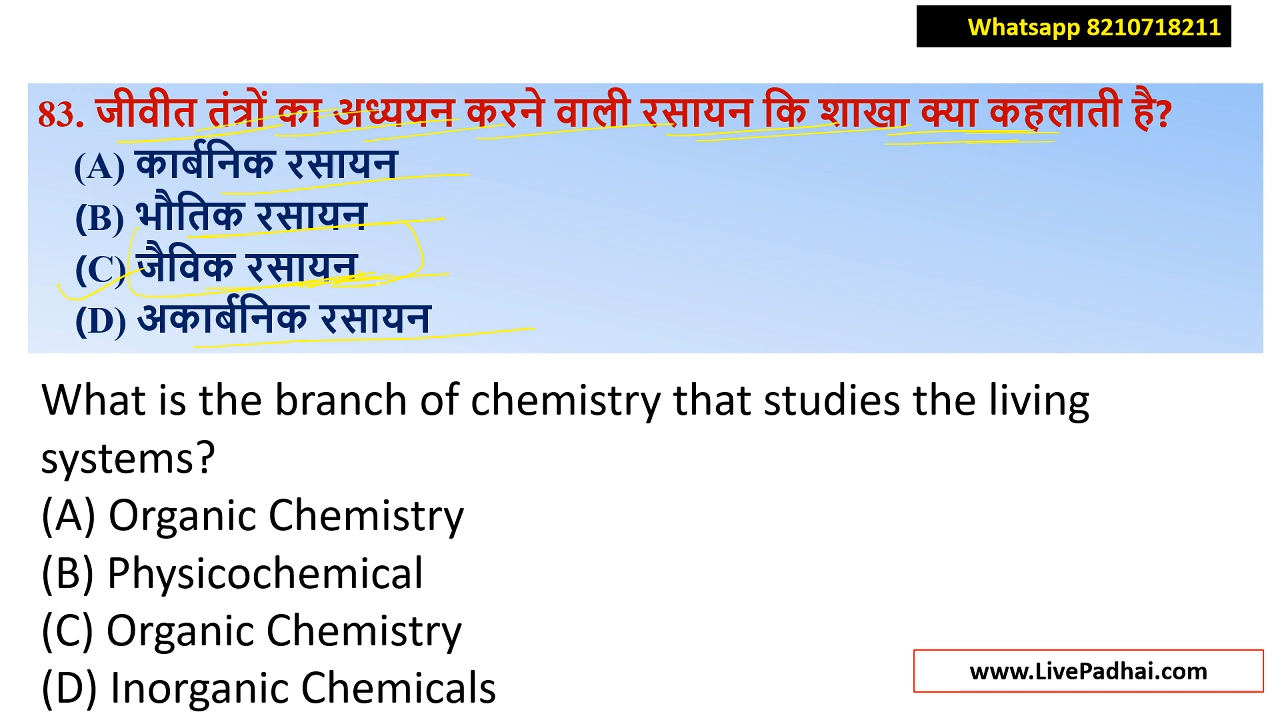 Whatsapp 8210718211
83. जीवीत तंत्रों का अध्ययन करने वाली रसायन कि शाखा क्या कहलाती है?
(A) कार्बनिक रसायन
(B) भौतिक रसायन
(C) जैविक रसायन
(D) अकार्बनिक रसायन
What is the branch of chemistry that studies the living
systems?
(A) Organic Chemistry
(B) Physicochemical
(C) Organic Chemistry
(D) Inorganic Chemicals
www.LivePadhai.com